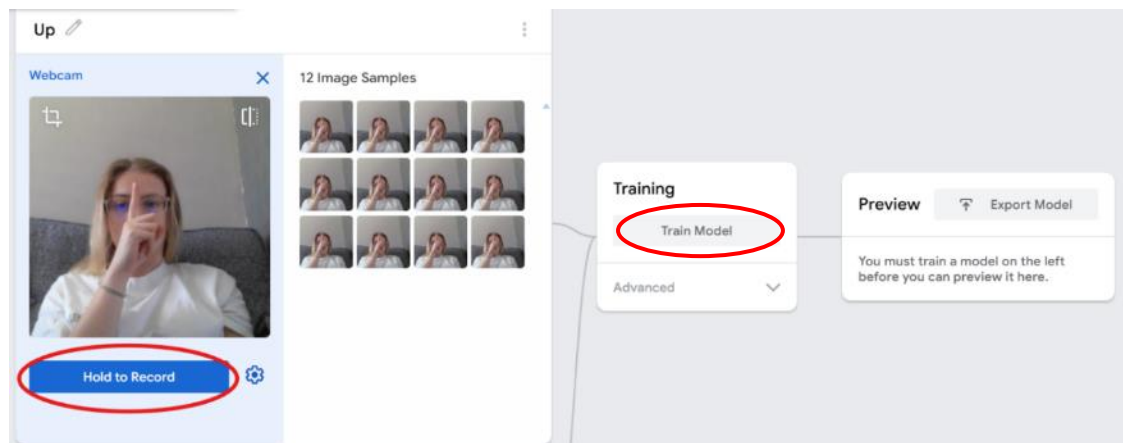 Up
Webcam
12 Image Samples
Hold to Record
Training
Train Model
Advanced
Preview
Export Model
You must train a model on the left
before you can preview it here.